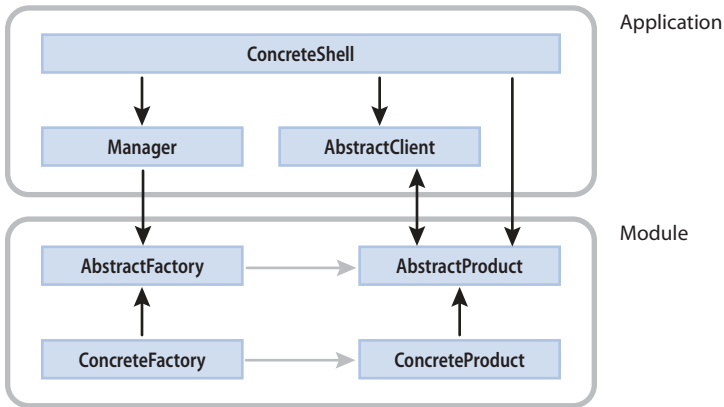 Application
ConcreteShell
Manager
AbstractClient
Module
AbstractFactory
AbstractProduct
ConcreteFactory
ConcreteProduct